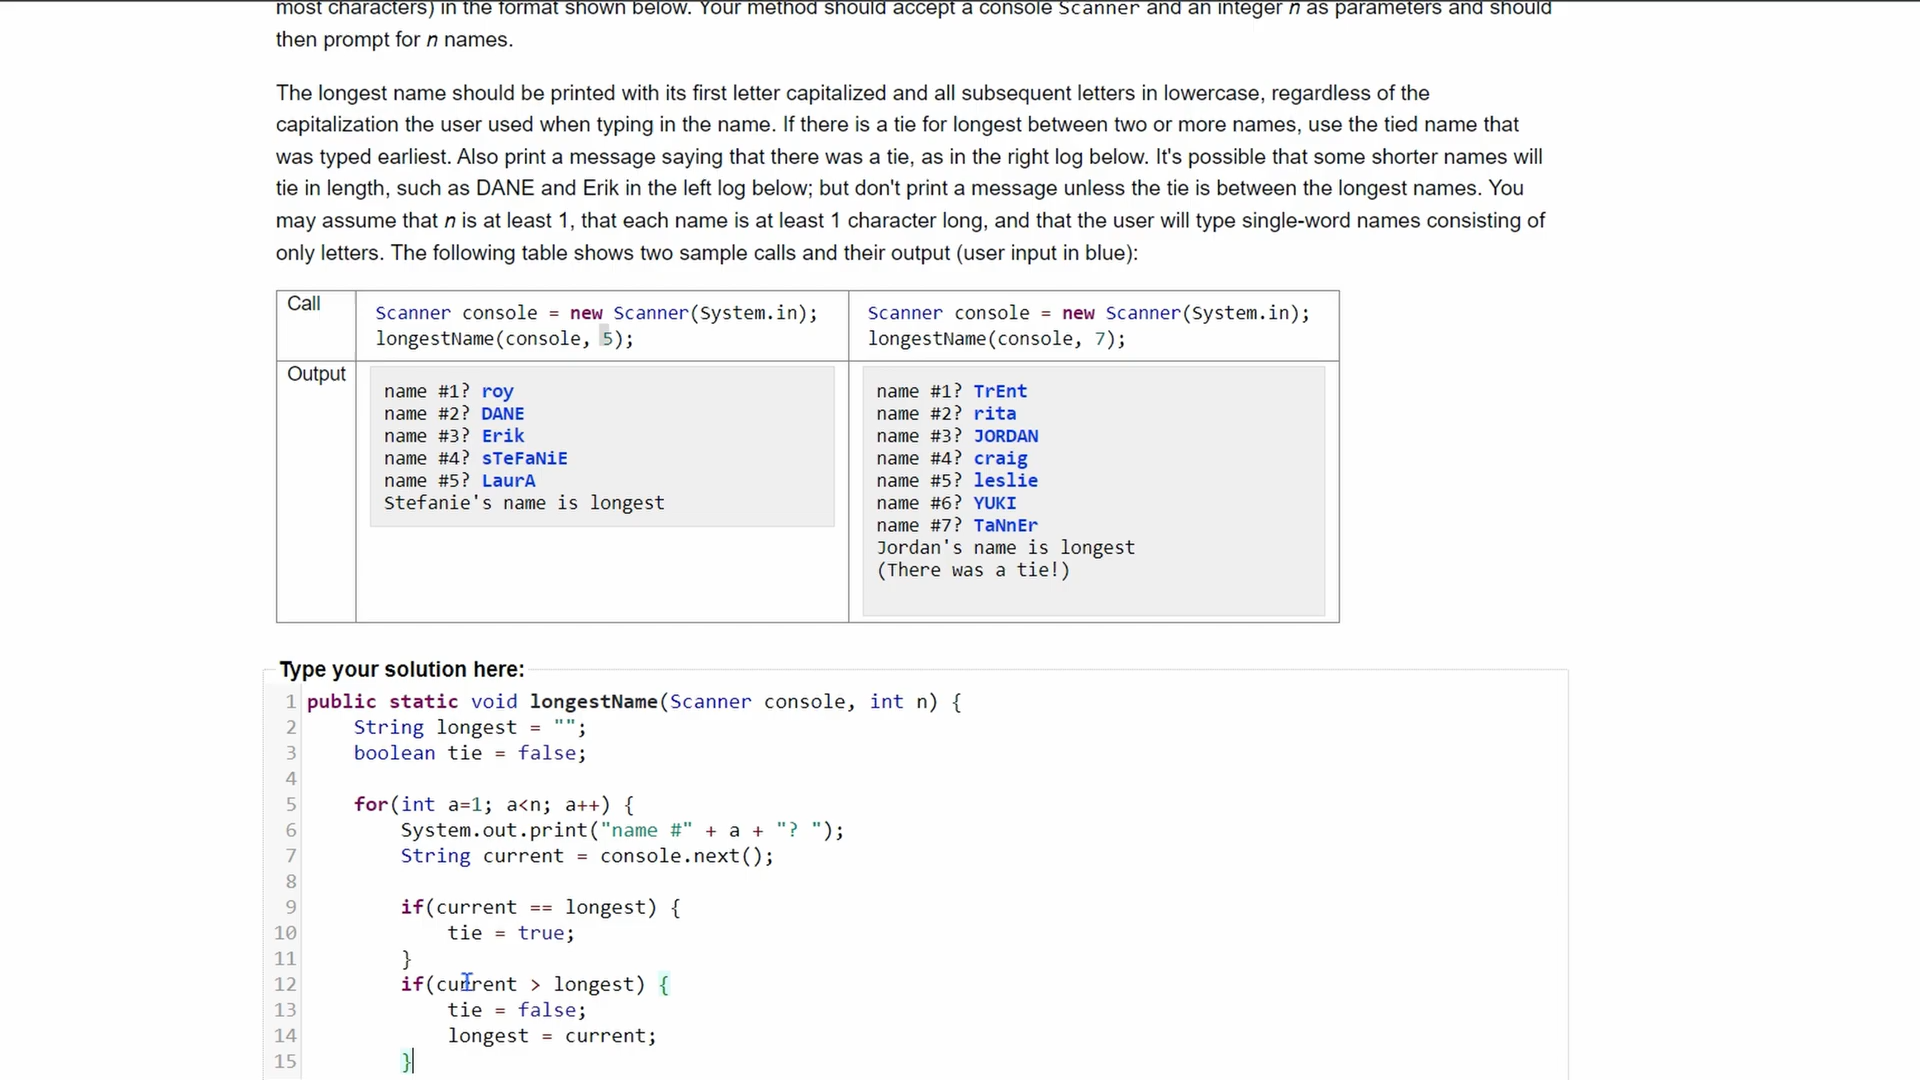 most characters) in the format shown below. Your method should accept a console Scanner and an integer n as parameters and should
then prompt for n names.
The longest name should be printed with its first letter capitalized and all subsequent letters in lowercase, regardless of the
capitalization the user used when typing in the name. If there is a tie for longest between two or more names, use the tied name that
was typed earliest. Also print a message saying that there was a tie, as in the right log below. It's possible that some shorter names will
tie in length, such as DANE and Erik in the left log below; but don't print a message unless the tie is between the longest names. You
may assume that n is at least 1, that each name is at least 1 character long, and that the user will type single-word names consisting of
only letters. The following table shows two sample calls and their output (user input in blue):
Call
Scanner console = new Scanner(System.in);
longestName(console, 5);
Scanner console = new Scanner(System.in);
longestName(console, 7);
Output
name #1? roy
name #2? DANE
name #3? Erik
name #4? sTeFaNiE
name #5? LaurA
Stefanie's name is longest
name #1? TrEnt
name #2? rita
name #3? JORDAN
name #4? craig
name #5? leslie
name #6? YUKI
name #7? TaNnEr
Jordan's name is longest
(There was a tie!)
Type your solution here:
1 public static void longestName(Scanner console, int n) {
2 String longest = "";
3 boolean tie = false;
4
5 for(int a=1; a<n; a++) {
6 System.out.print("name #" + a + "? ");
7 String current = console.next();
8
9 if(current == longest) {
10 tie = true;
11 }
12 if(current > longest) {
13 tie = false;
14 longest = current;
15 }